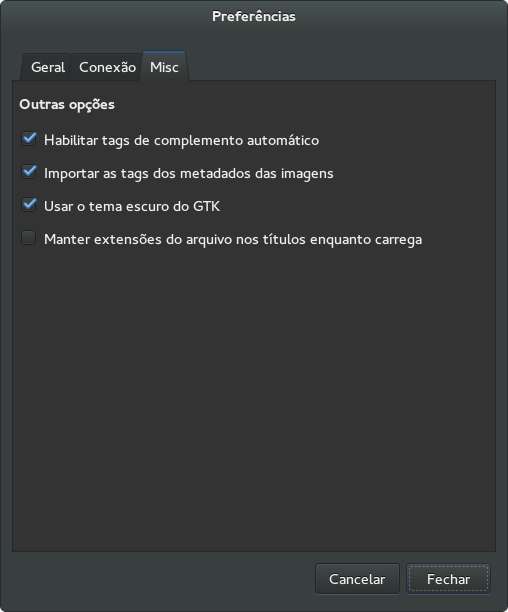 Preferências
Geral
Conexão
Misc
Outras opções
Habilitar tags de complemento automático
Importar as tags dos metadados das imagens
Usar o tema escuro do GTK
Manter extensões do arquivo nos títulos enquanto carrega
Cancelar
Fechar